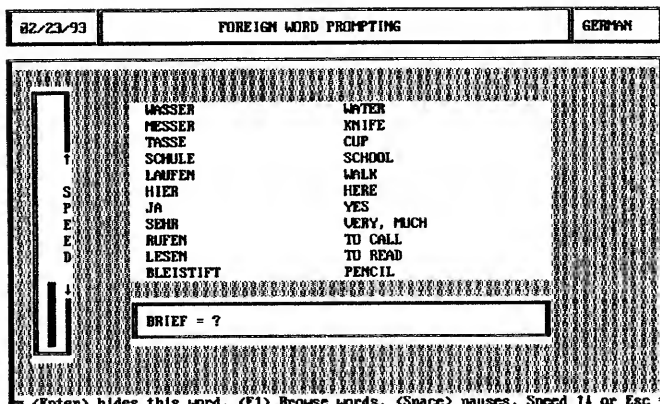 02/23/93 FOREIGN WORD PROMPTING GERMAN
WASSER WATER
MESSER KNIFE
TASSE CUP
SCHULE SCHOOL
LAUFEN WALK
HIER HERE
JA YES
SEHR VERY, MUCH
RUFEN TO CALL
LESEN TO READ
BLEISTIFT PENCIL
↑
S
P
E
E
D
↓
BRIEF = ?
<Enter> hides this word, <F1> Browse words, <Space> pauses, Speed ↑↓ or Esc